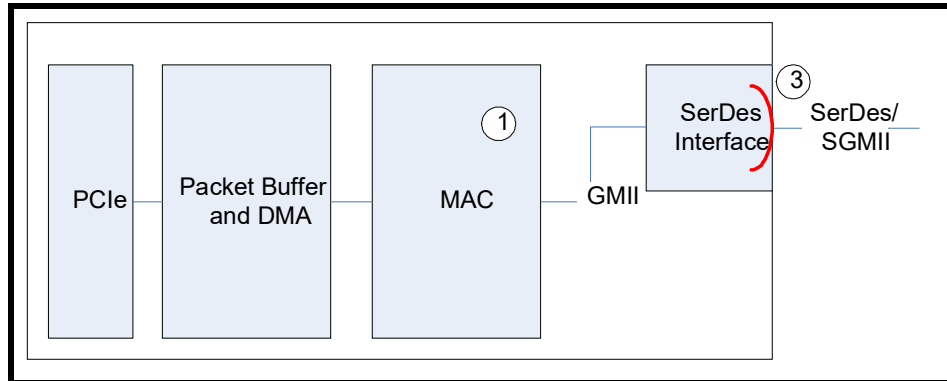 PCIe
Packet Buffer
and DMA
1
MAC
GMII
SerDes
Interface
3
SerDes/
SGMII